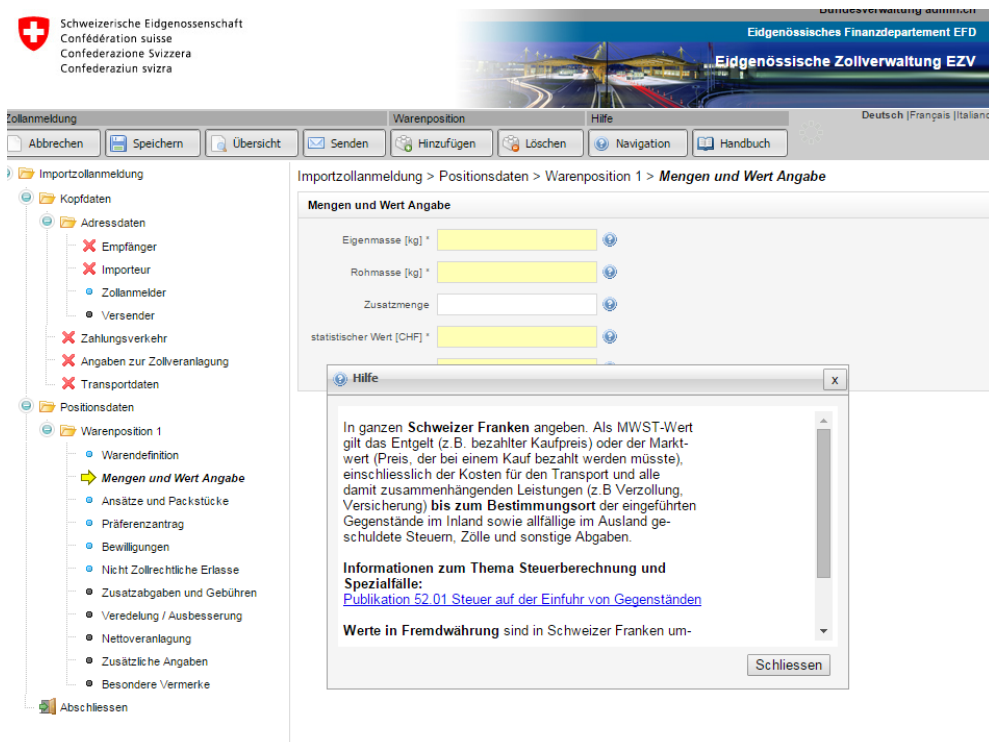 Schweizerische Eidgenossenschaft
Confédération suisse
Confederazione Svizzera
Confederaziun svizra
Bundesverwaltung admin.ch
Eidgenössisches Finanzdepartement EFD
Eidgenössische Zollverwaltung EZV
Zollanmeldung Warenposition Hilfe Deutsch |Français |Italiano
Abbrechen Speichern Übersicht Senden Hinzufügen Löschen Navigation Handbuch
Importzollanmeldung
Kopfdaten
Adressdaten
Empfänger
Importeur
Zollanmelder
Versender
Zahlungsverkehr
Angaben zur Zollveranlagung
Transportdaten
Positionsdaten
Warenposition 1
Warendefinition
Mengen und Wert Angabe
Ansätze und Packstücke
Präferenzantrag
Bewilligungen
Nicht Zollrechtliche Erlasse
Zusatzabgaben und Gebühren
Veredelung / Ausbesserung
Nettoveranlagung
Zusätzliche Angaben
Besondere Vermerke
Abschliessen
Importzollanmeldung > Positionsdaten > Warenposition 1 > Mengen und Wert Angabe
Mengen und Wert Angabe
Eigenmasse [kg] *
Rohmasse [kg] *
Zusatzmenge
statistischer Wert [CHF] *
Hilfe x
In ganzen Schweizer Franken angeben. Als MWST-Wert
gilt das Entgelt (z.B. bezahlter Kaufpreis) oder der Markt-
wert (Preis, der bei einem Kauf bezahlt werden müsste),
einschliesslich der Kosten für den Transport und alle
damit zusammenhängenden Leistungen (z.B Verzollung,
Versicherung) bis zum Bestimmungsort der eingeführten
Gegenstände im Inland sowie allfällige im Ausland ge-
schuldete Steuern, Zölle und sonstige Abgaben.
Informationen zum Thema Steuerberechnung und
Spezialfälle:
Publikation 52.01 Steuer auf der Einfuhr von Gegenständen
Werte in Fremdwährung sind in Schweizer Franken um-
Schliessen